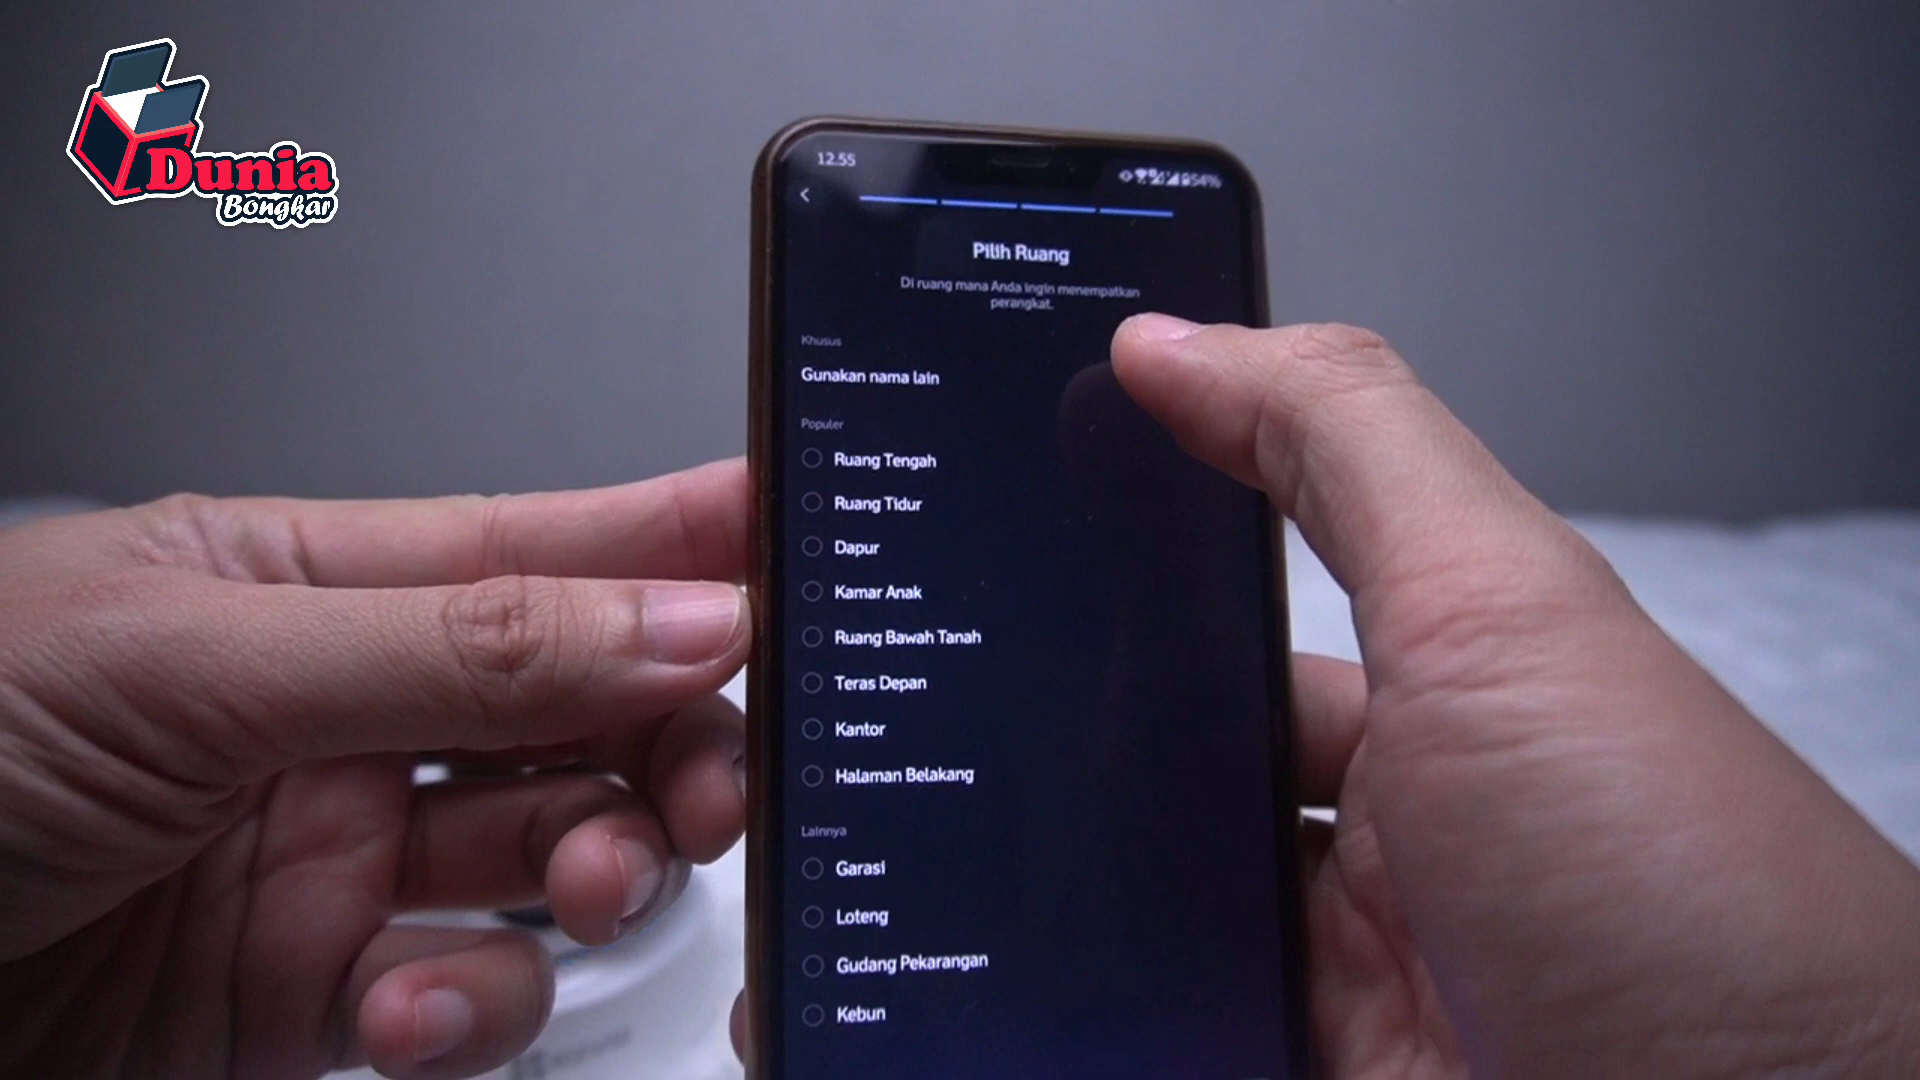 Dunia
Bongkar
12.55
54%
Pilih Ruang
Di ruang mana Anda ingin menempatkan
perangkat.
Khusus
Gunakan nama lain
Populer
Ruang Tengah
Ruang Tidur
Dapur
Kamar Anak
Ruang Bawah Tanah
Teras Depan
Kantor
Halaman Belakang
Lainnya
Garasi
Loteng
Gudang Pekarangan
Kebun